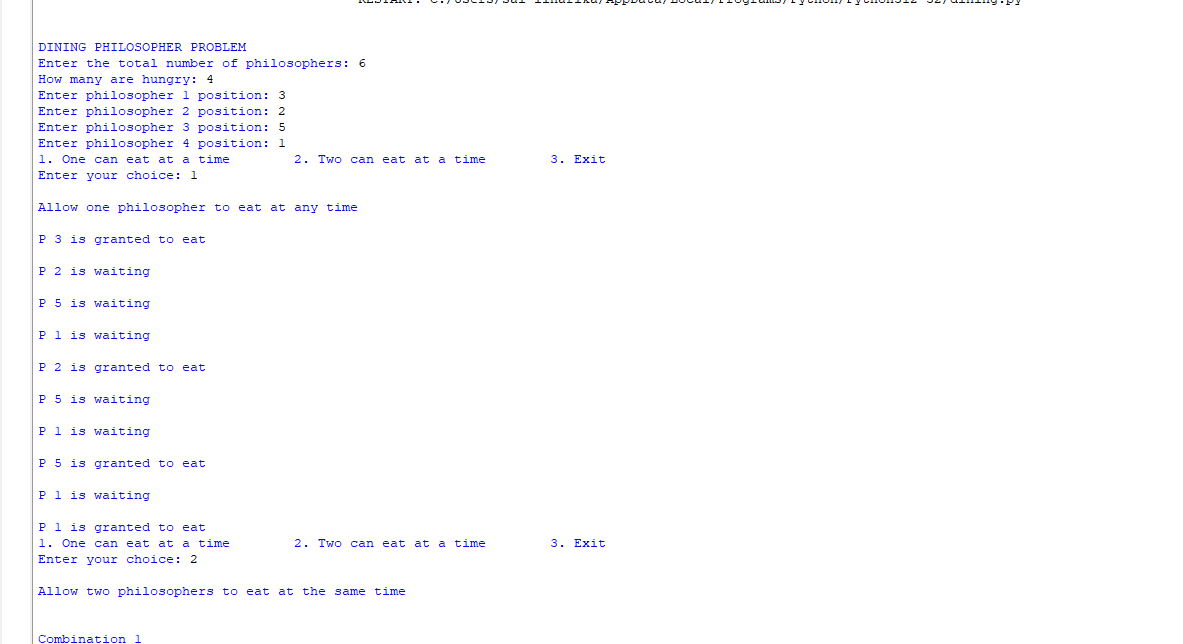 DINING PHILOSOPHER PROBLEM
Enter the total number of philosophers: 6
How many are hungry: 4
Enter philosopher 1 position: 3
Enter philosopher 2 position: 2
Enter philosopher 3 position: 5
Enter philosopher 4 position: 1
1. One can eat at a time        2. Two can eat at a time        3. Exit
Enter your choice: 1
Allow one philosopher to eat at any time
P 3 is granted to eat
P 2 is waiting
P 5 is waiting
P 1 is waiting
P 2 is granted to eat
P 5 is waiting
P 1 is waiting
P 5 is granted to eat
P 1 is waiting
P 1 is granted to eat
1. One can eat at a time        2. Two can eat at a time        3. Exit
Enter your choice: 2
Allow two philosophers to eat at the same time
Combination 1